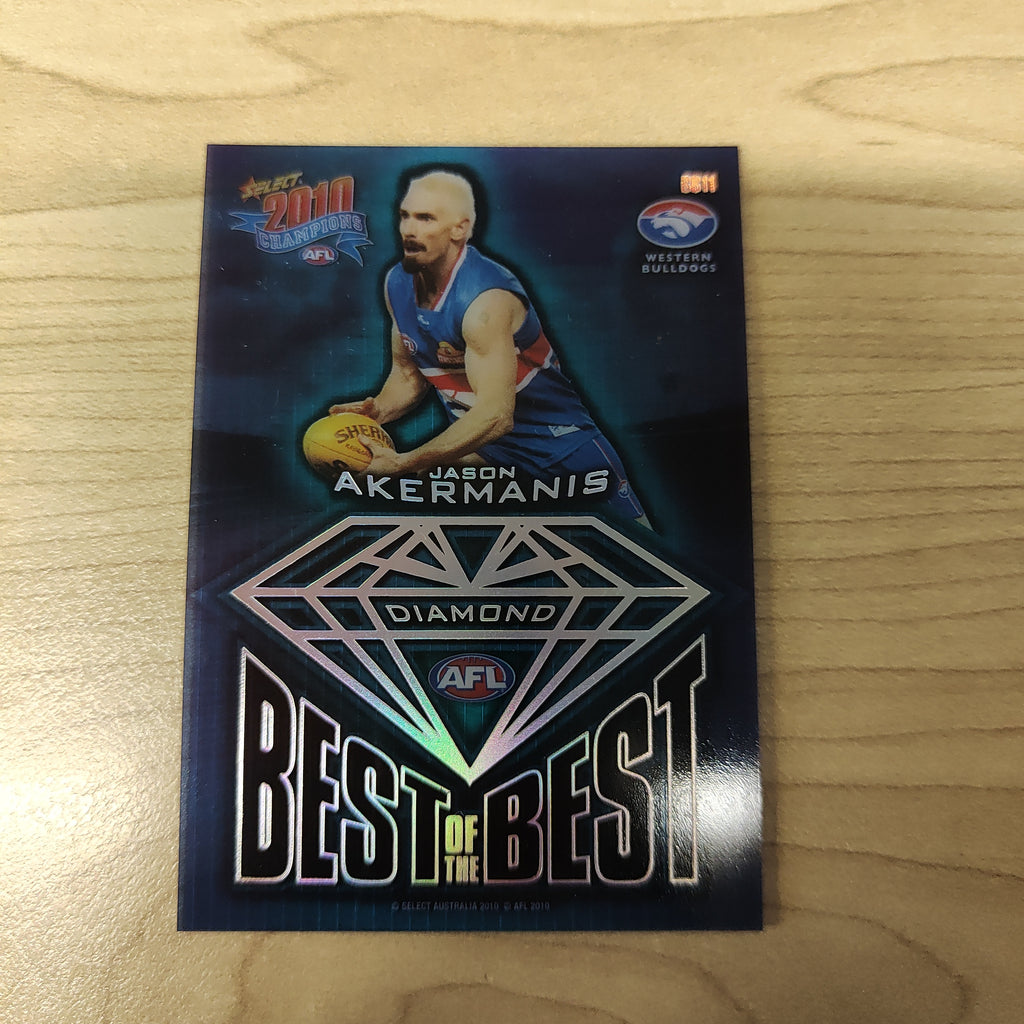 SELECT
2010
CHAMPIONS
AFL
BB11
WESTERN
BULLDOGS
SHERRI
JASON
AKERMANIS
DIAMOND
AFL
BEST OF THE BEST
© SELECT AUSTRALIA 2010 © AFL 2010